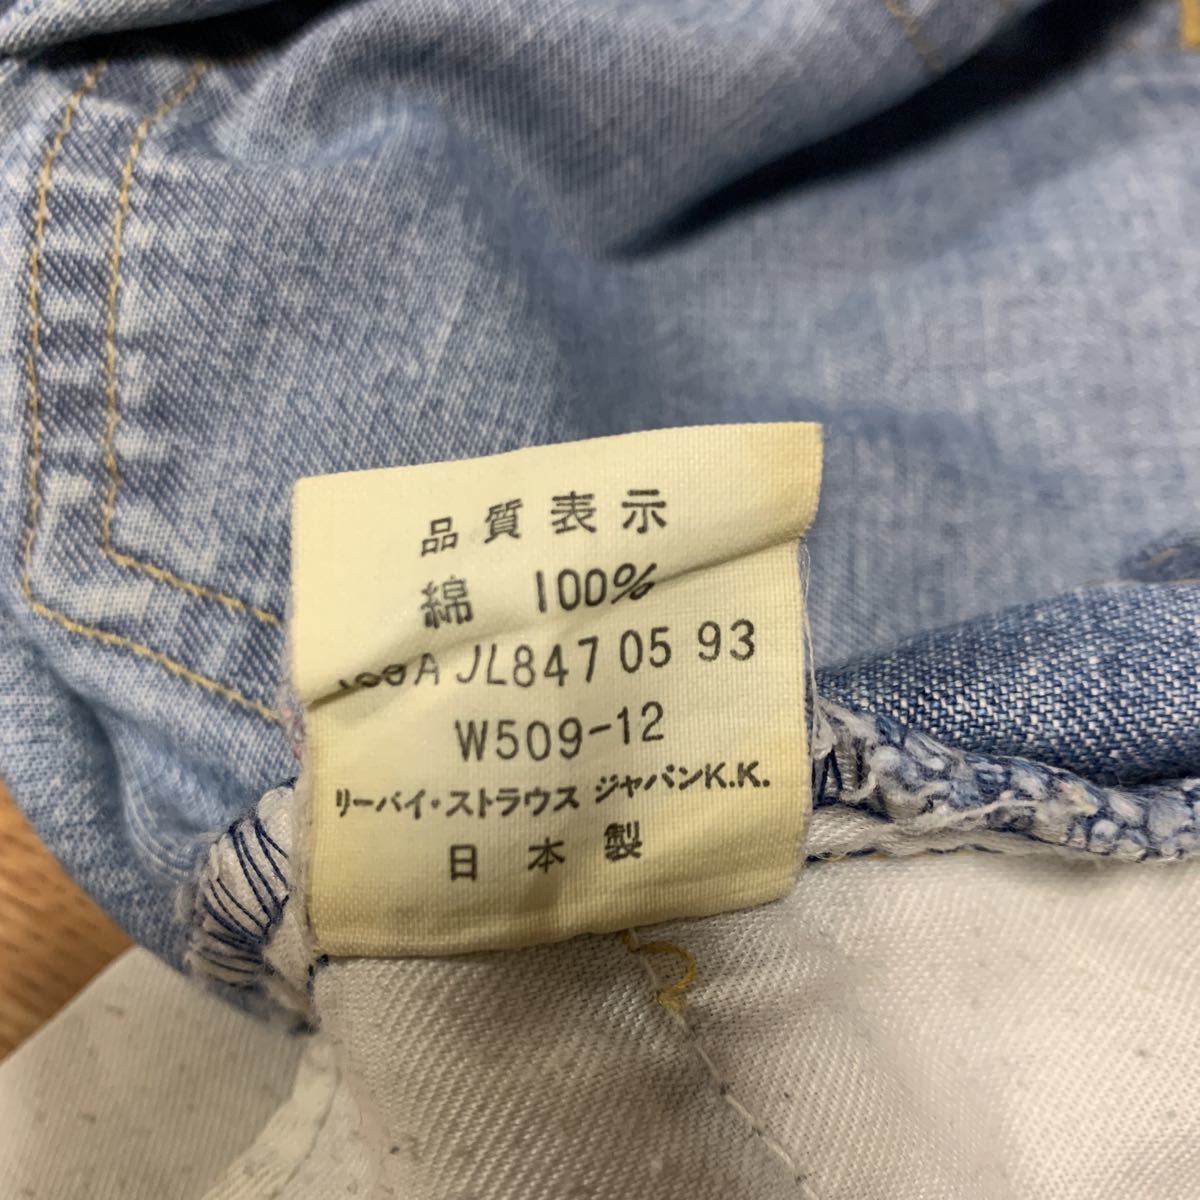 品質表示
綿 100%
JL847 05 93
W509-12
リーバイ・ストラウス ジャパンK.K.
日本製